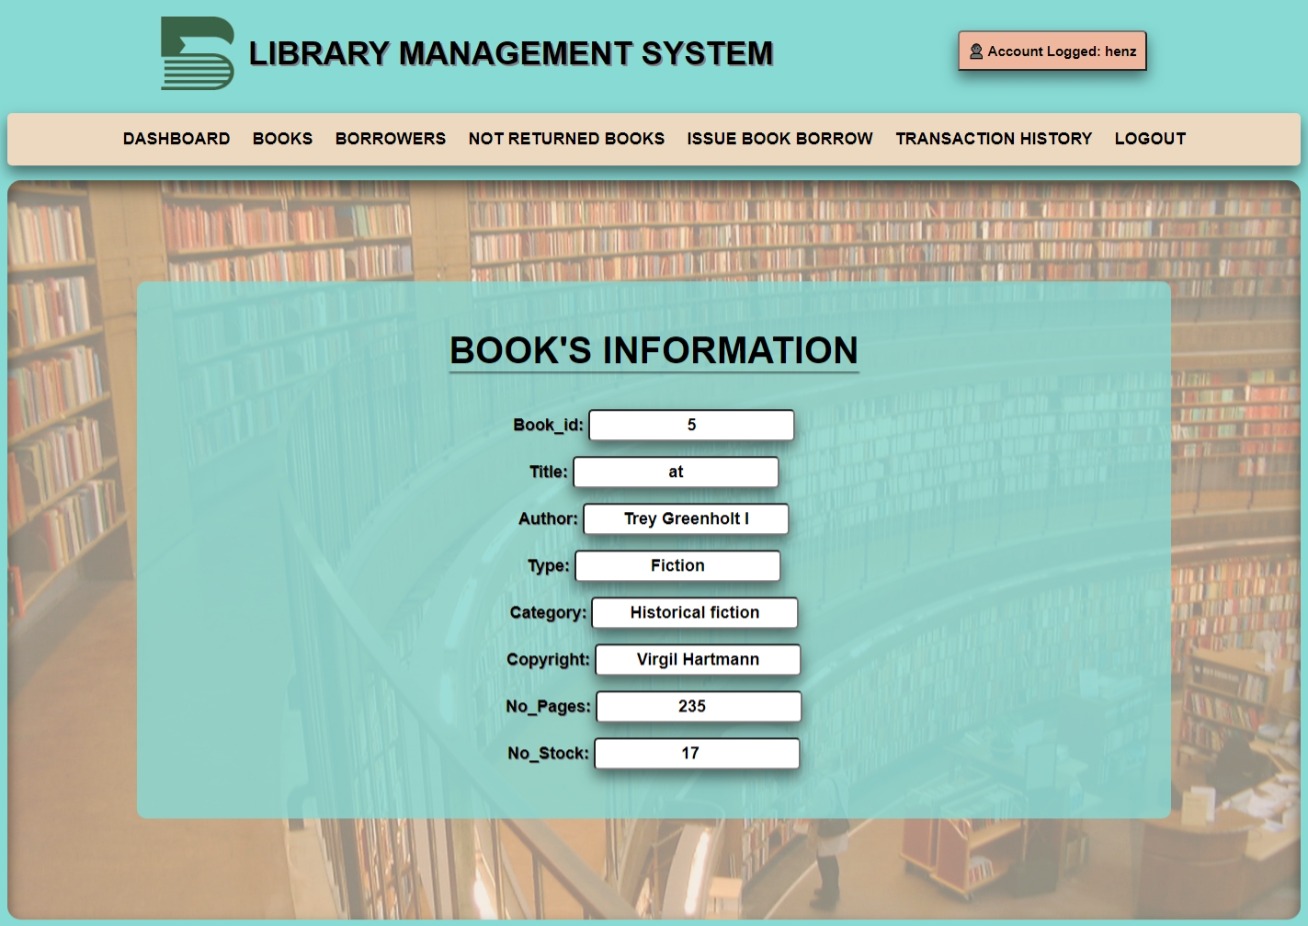 LIBRARY MANAGEMENT SYSTEM
Account Logged: henz
DASHBOARD BOOKS BORROWERS NOT RETURNED BOOKS ISSUE BOOK BORROW TRANSACTION HISTORY LOGOUT
BOOK'S INFORMATION
Book_id: 5
Title: at
Author: Trey Greenholt I
Type: Fiction
Category: Historical fiction
Copyright: Virgil Hartmann
No_Pages: 235
No_Stock: 17